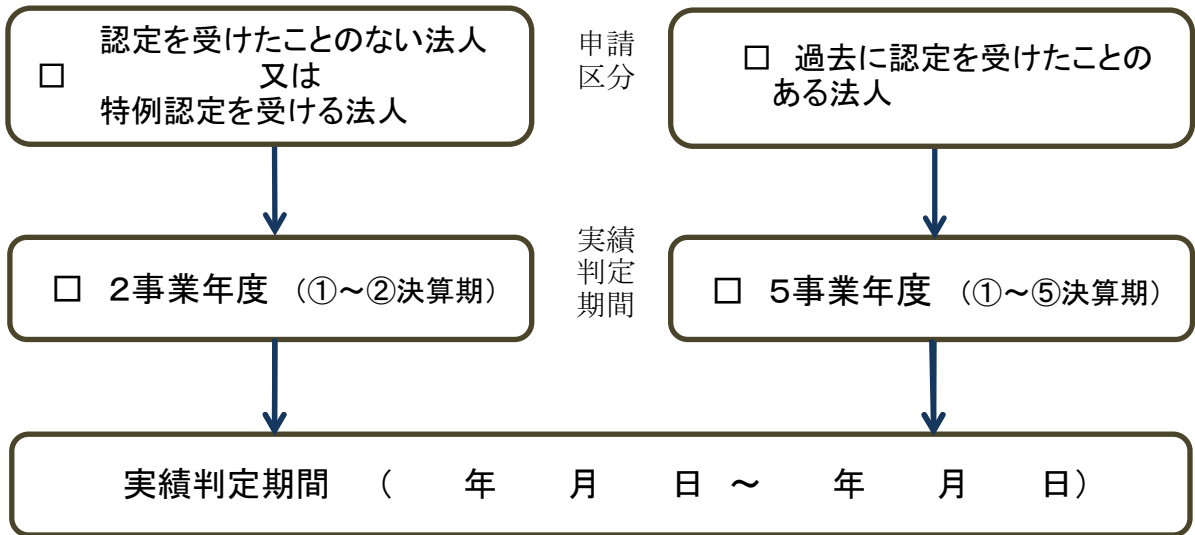 認定を受けたことのない法人
□ 又は
特例認定を受ける法人
申請
区分
□ 過去に認定を受けたことの
ある法人
□ 2事業年度 (①～②決算期)
実績
判定
期間
□ 5事業年度 (①～⑤決算期)
実績判定期間 ( 年 月 日 ～ 年 月 日)